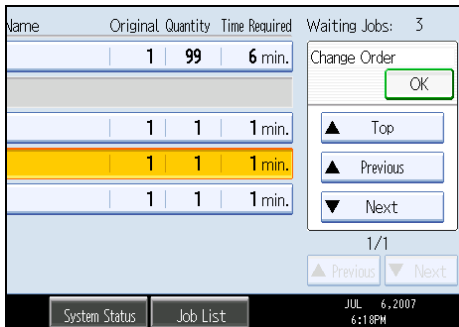 Name Original Quantity Time Required Waiting Jobs: 3
1 99 6 min. Change Order
OK
1 1 1 min. ▲ Top
1 1 1 min. ▲ Previous
1 1 1 min. ▼ Next
1/1
▲ Previous ▼ Next
System Status Job List JUL 6,2007
6:18PM